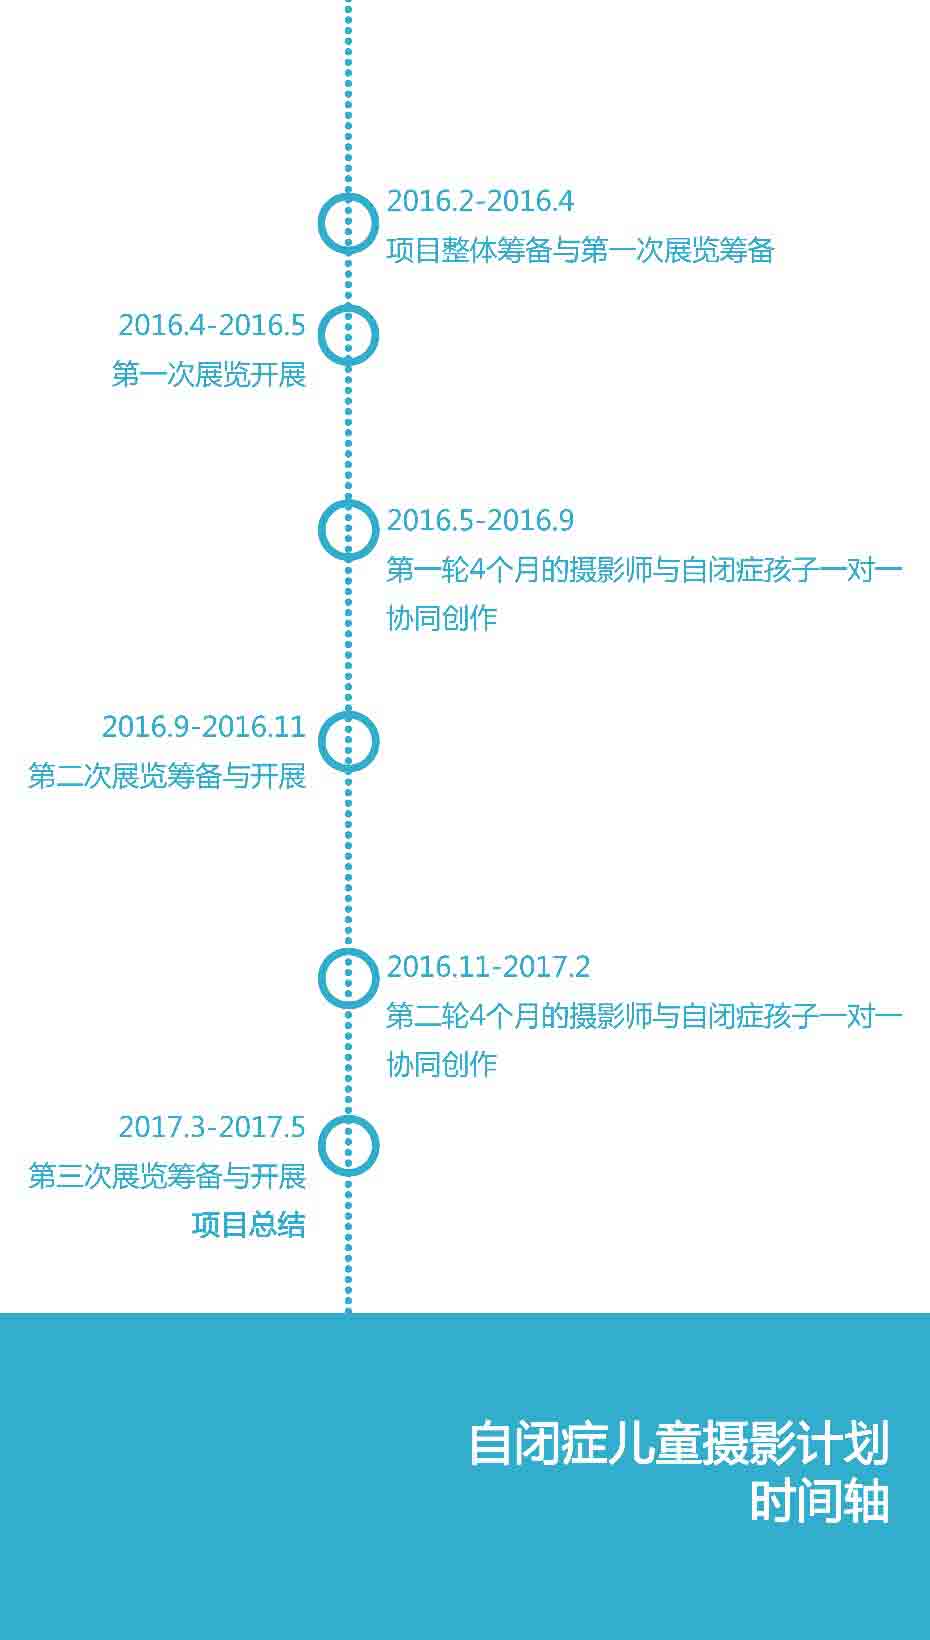 2016.2-2016.4
项目整体筹备与第一次展览筹备
2016.4-2016.5
第一次展览开展
2016.5-2016.9
第一轮4个月的摄影师与自闭症孩子一对一
协同创作
2016.9-2016.11
第二次展览筹备与开展
2016.11-2017.2
第二轮4个月的摄影师与自闭症孩子一对一
协同创作
2017.3-2017.5
第三次展览筹备与开展
项目总结
自闭症儿童摄影计划
时间轴